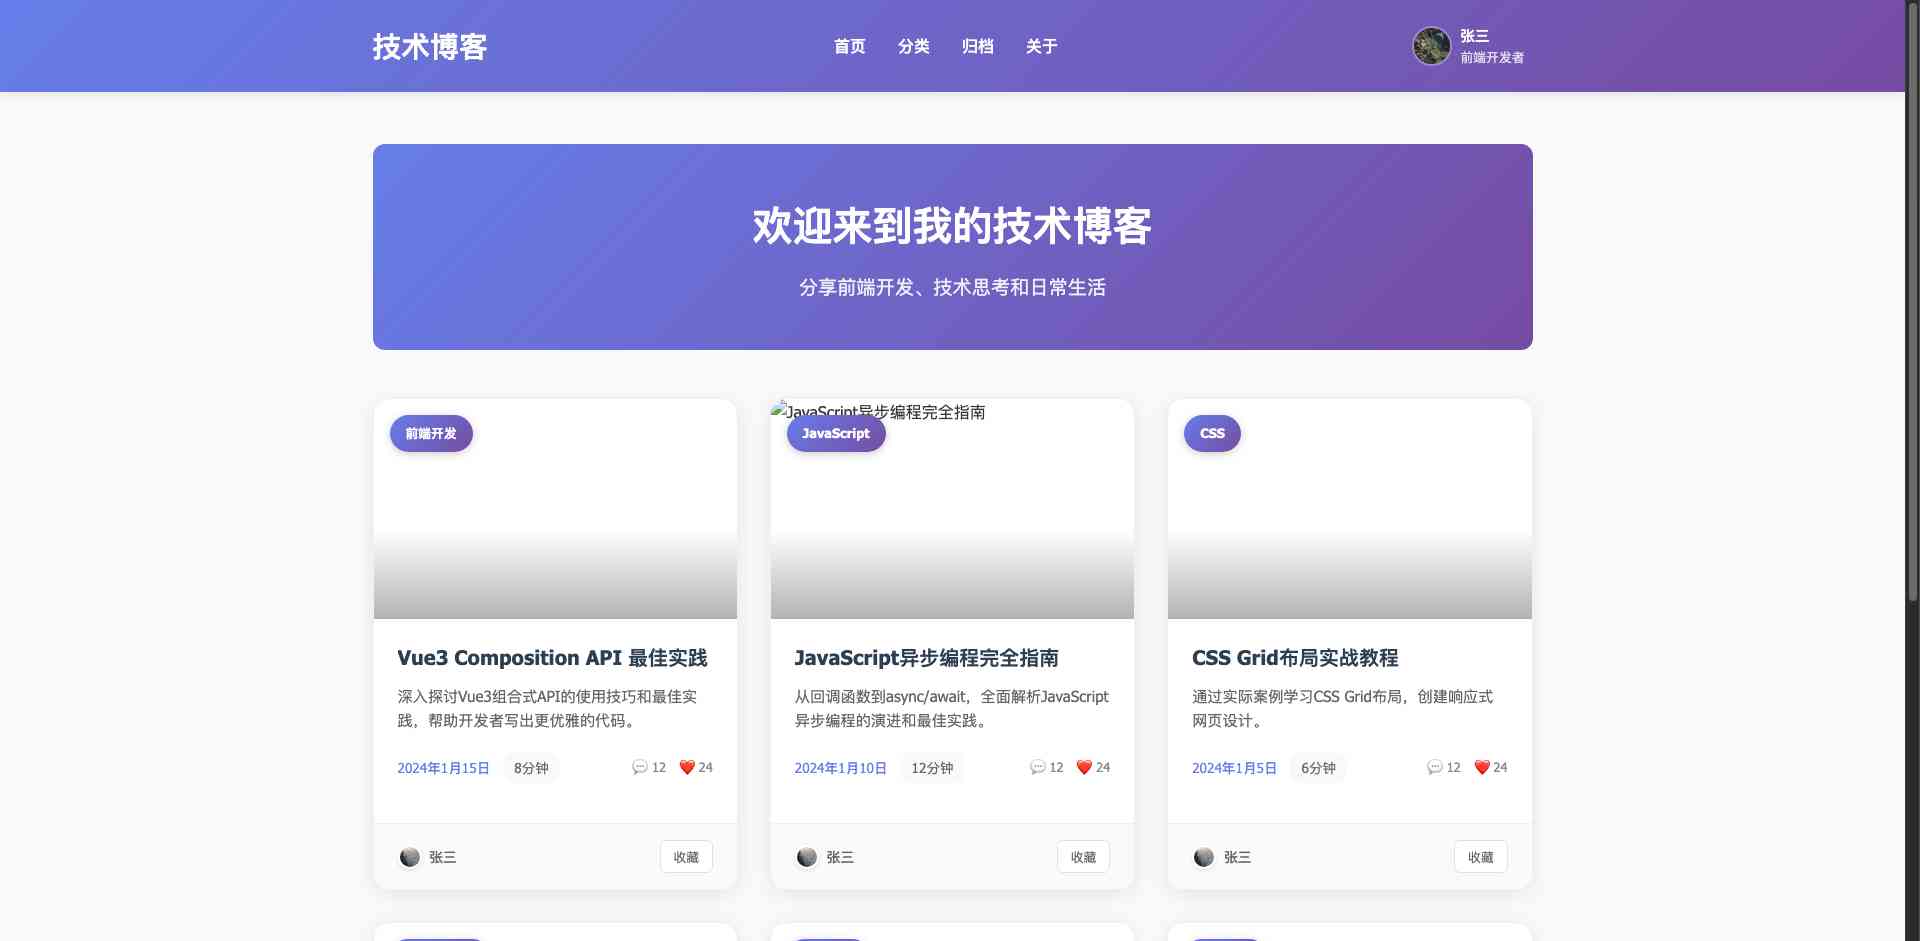 技术博客
首页 分类 归档 关于
张三
前端开发者
欢迎来到我的技术博客
分享前端开发、技术思考和日常生活
前端开发
Vue3 Composition API 最佳实践
深入探讨Vue3组合式API的使用技巧和最佳实
践，帮助开发者写出更优雅的代码。
2024年1月15日 8分钟 12 24
张三 收藏
JavaScript异步编程完全指南
JavaScript
JavaScript异步编程完全指南
从回调函数到async/await，全面解析JavaScript
异步编程的演进和最佳实践。
2024年1月10日 12分钟 12 24
张三 收藏
CSS
CSS Grid布局实战教程
通过实际案例学习CSS Grid布局，创建响应式
网页设计。
2024年1月5日 6分钟 12 24
张三 收藏